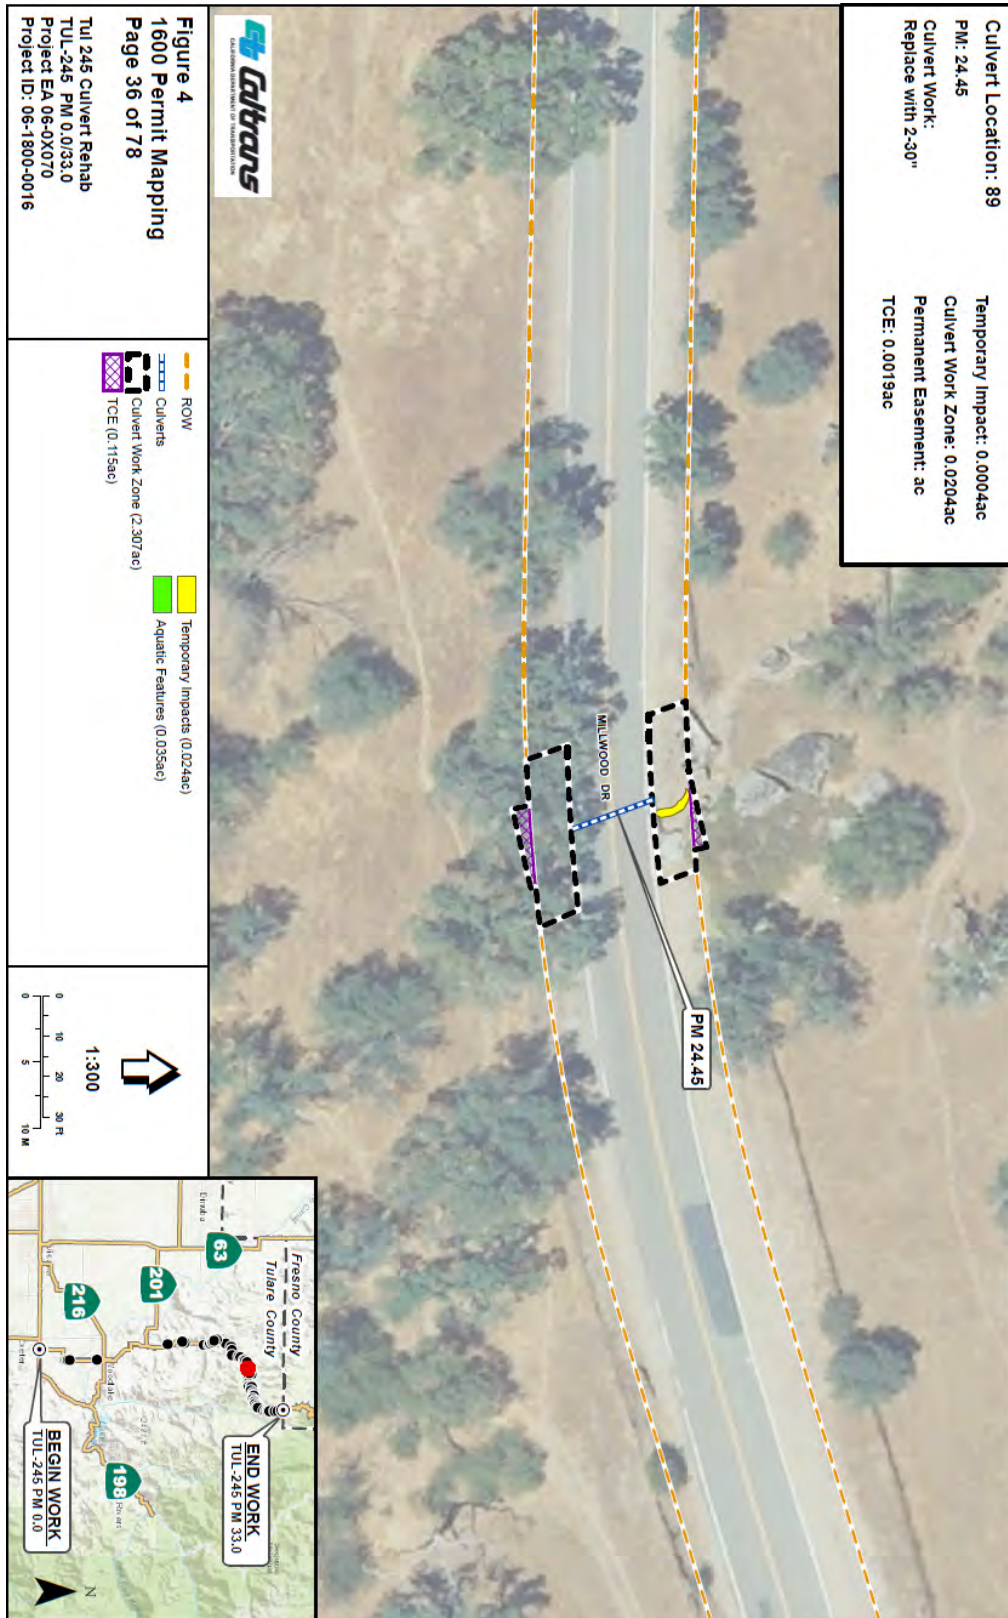 Culvert Location: 89
PM: 24.45
Culvert Work:
Replace with 2-30"
Temporary Impact: 0.0004ac
Culvert Work Zone: 0.0204ac
Permanent Easement: ac
TCE: 0.0019ac
MILLWOOD DR
PM 24.45
Caltrans
CALIFORNIA DEPARTMENT OF TRANSPORTATION
Figure 4
1600 Permit Mapping
Page 36 of 78
Tul 245 Culvert Rehab
TUL-245 PM 0.0/33.0
Project EA 06-0X070
Project ID: 06-1800-0016
ROW
Culverts
Culvert Work Zone (2.307ac)
TCE (0.115ac)
Temporary Impacts (0.024ac)
Aquatic Features (0.035ac)
1:300
0 10 20 30 Ft
0 5 10 M
Fresno County
Tulare County
63
201
216
198
Dinuba
END WORK
TUL-245 PM 33.0
BEGIN WORK
TUL-245 PM 0.0
N